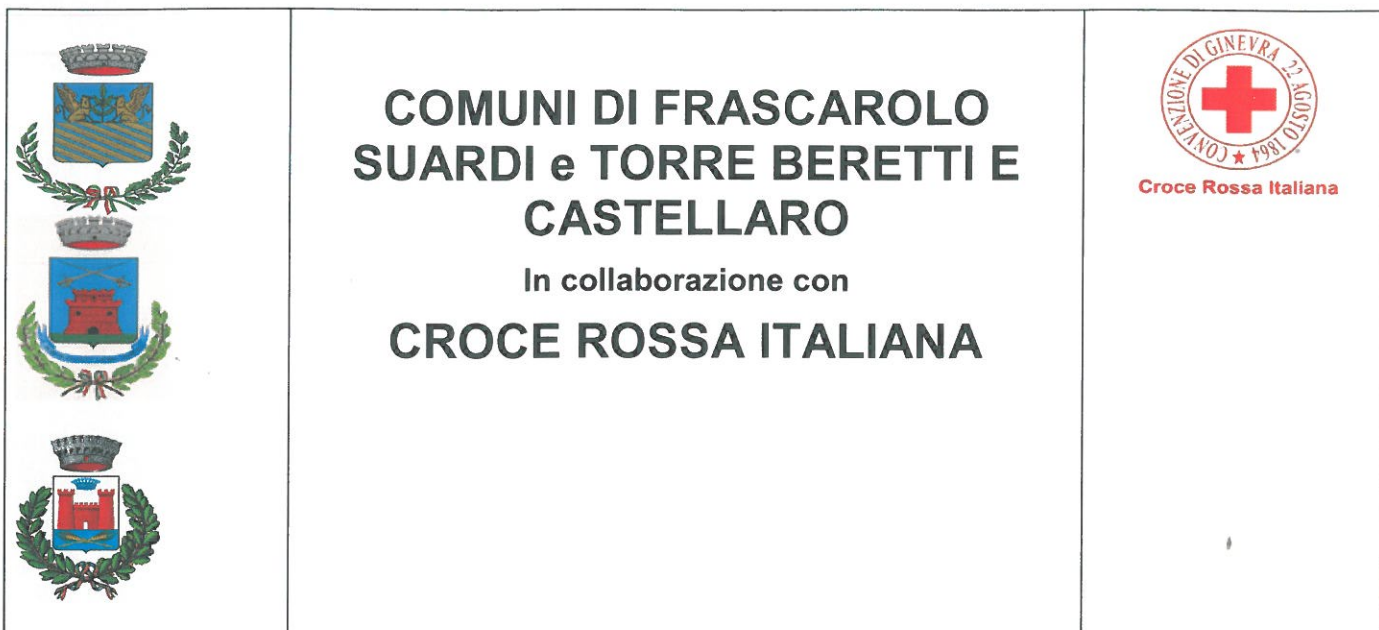 COMUNI DI FRASCAROLO
SUARDI e TORRE BERETTI E
CASTELLARO
In collaborazione con
CROCE ROSSA ITALIANA
CONVENZIONE DI GINEVRA 22 AGOSTO 1864
Croce Rossa Italiana